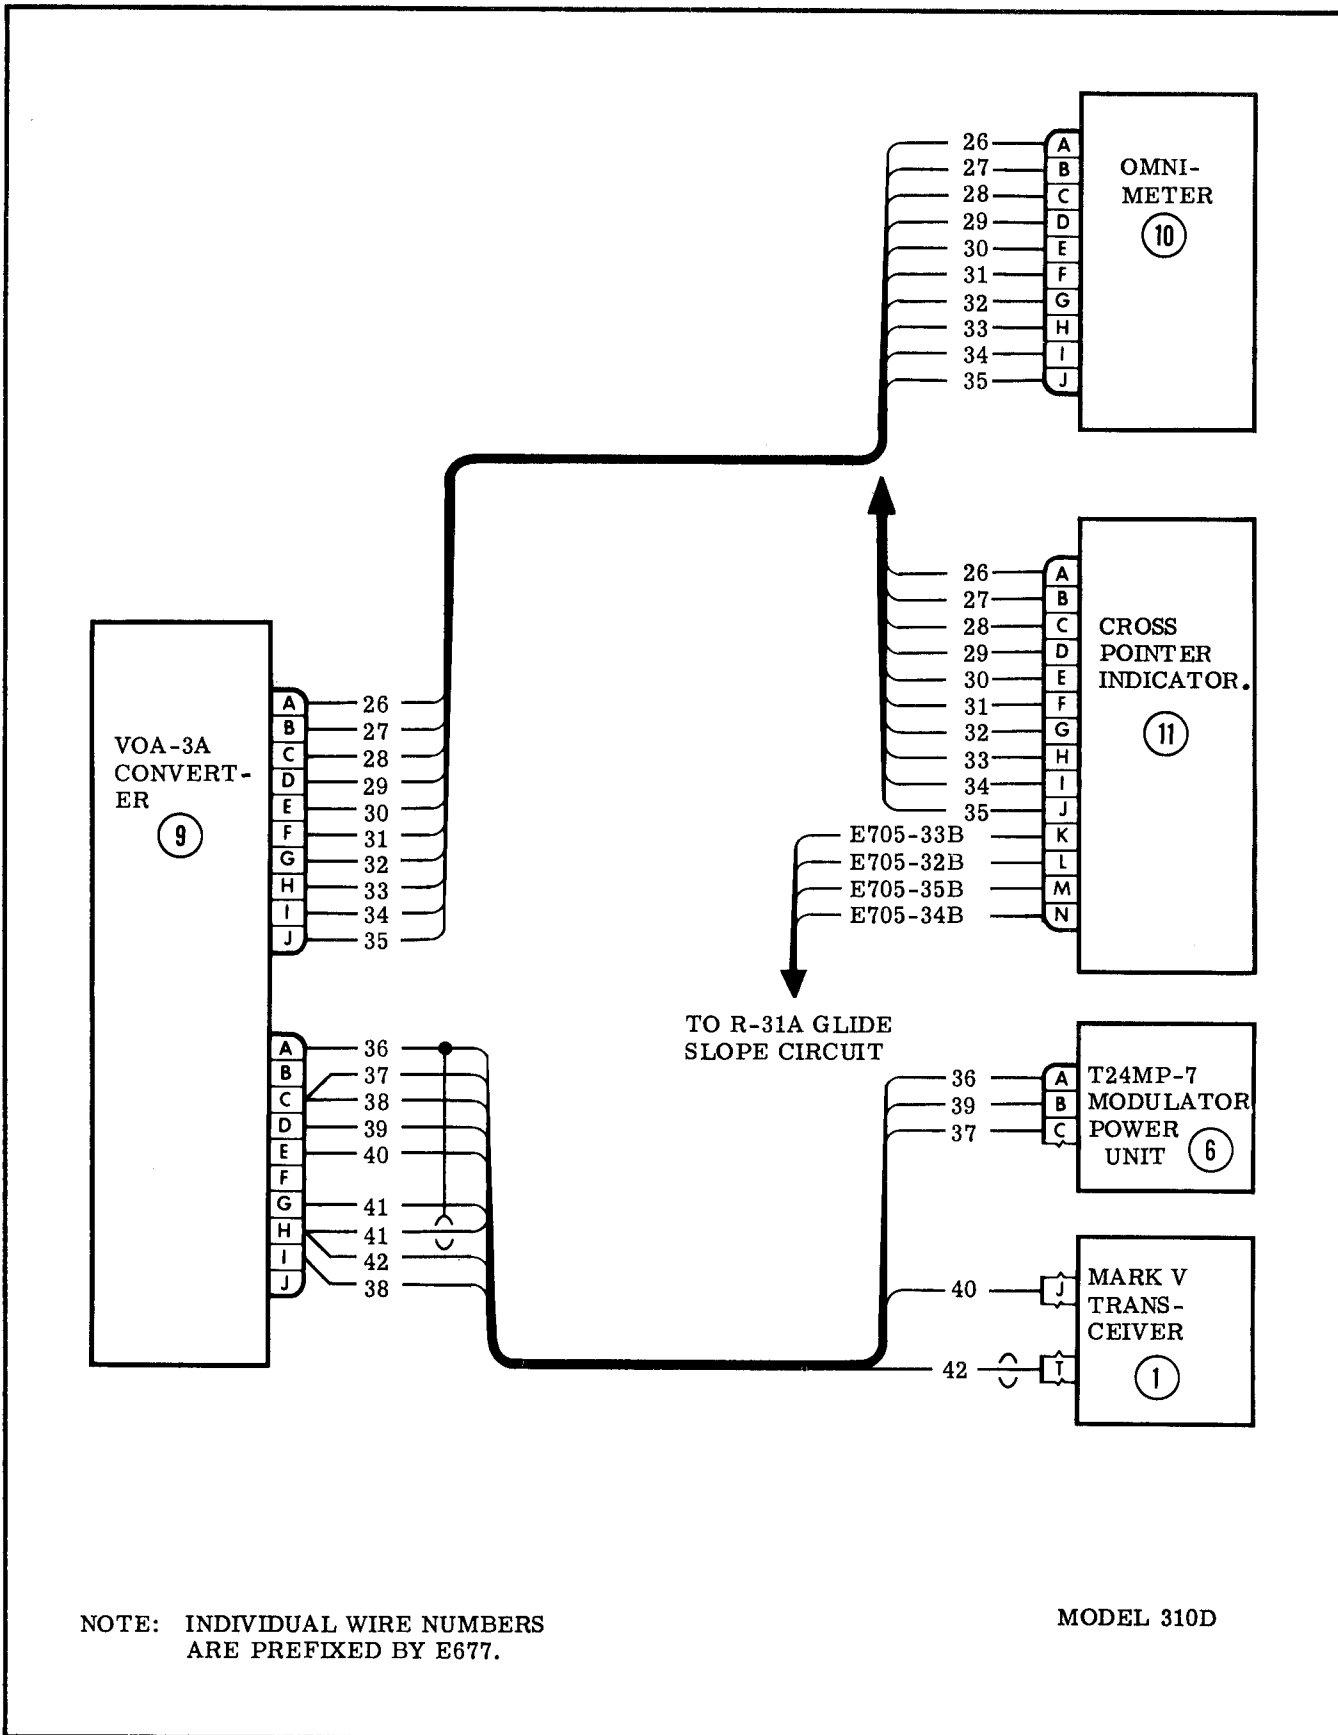 26 A
27 B
28 C
29 D
30 E
31 F
32 G
33 H
34 I
35 J
OMNI-
METER
10
26 A
27 B
28 C
29 D
30 E
31 F
32 G
33 H
34 I
35 J
E705-33B K
E705-32B L
E705-35B M
E705-34B N
CROSS
POINTER
INDICATOR.
11
TO R-31A GLIDE
SLOPE CIRCUIT
VOA-3A
CONVERT-
ER
9
A 26
B 27
C 28
D 29
E 30
F 31
G 32
H 33
I 34
J 35
A 36
B 37
C 38
D 39
E 40
F
G 41
H 41
I 42
J 38
36 A
39 B
37 C
T24MP-7
MODULATOR
POWER
UNIT 6
40 J
42 T
MARK V
TRANS-
CEIVER
1
NOTE: INDIVIDUAL WIRE NUMBERS
ARE PREFIXED BY E677.
MODEL 310D